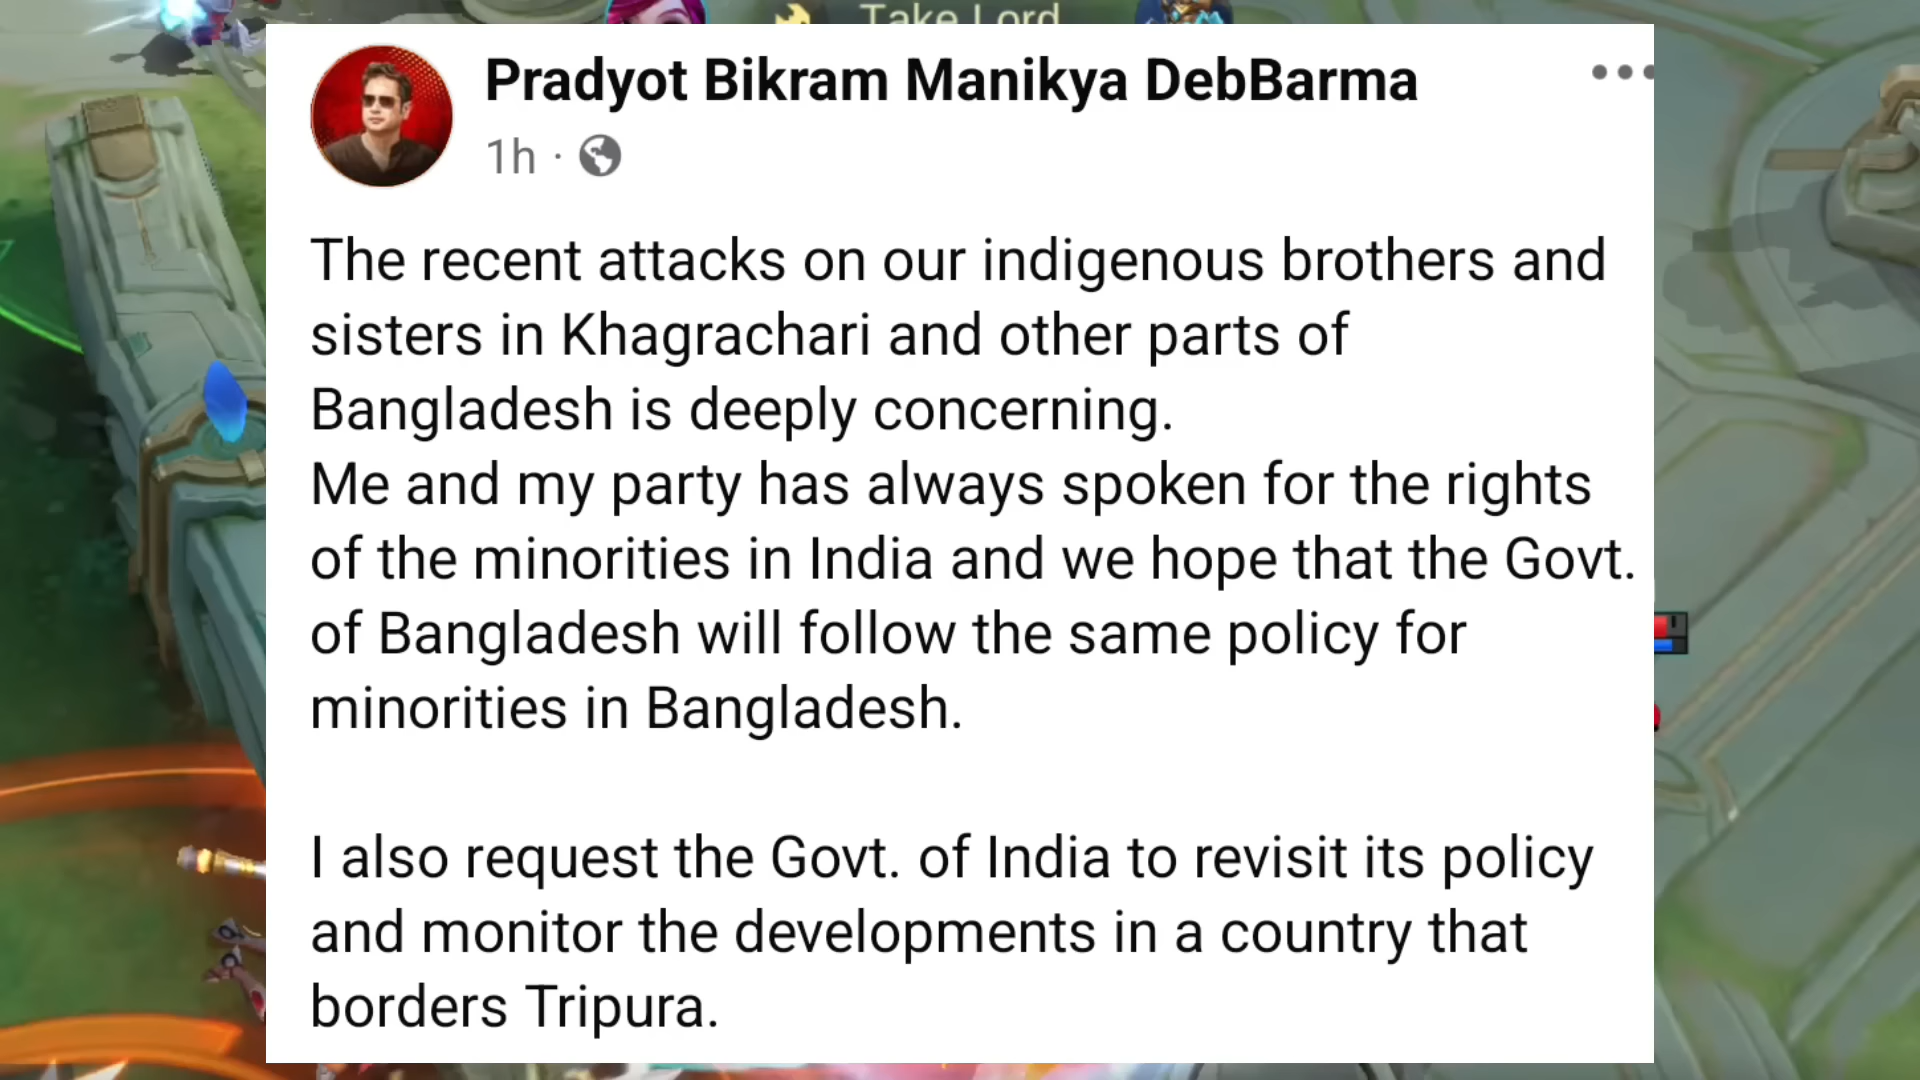 Take Lord
Pradyot Bikram Manikya DebBarma
1h ·
The recent attacks on our indigenous brothers and
sisters in Khagrachari and other parts of
Bangladesh is deeply concerning.
Me and my party has always spoken for the rights
of the minorities in India and we hope that the Govt.
of Bangladesh will follow the same policy for
minorities in Bangladesh.
I also request the Govt. of India to revisit its policy
and monitor the developments in a country that
borders Tripura.